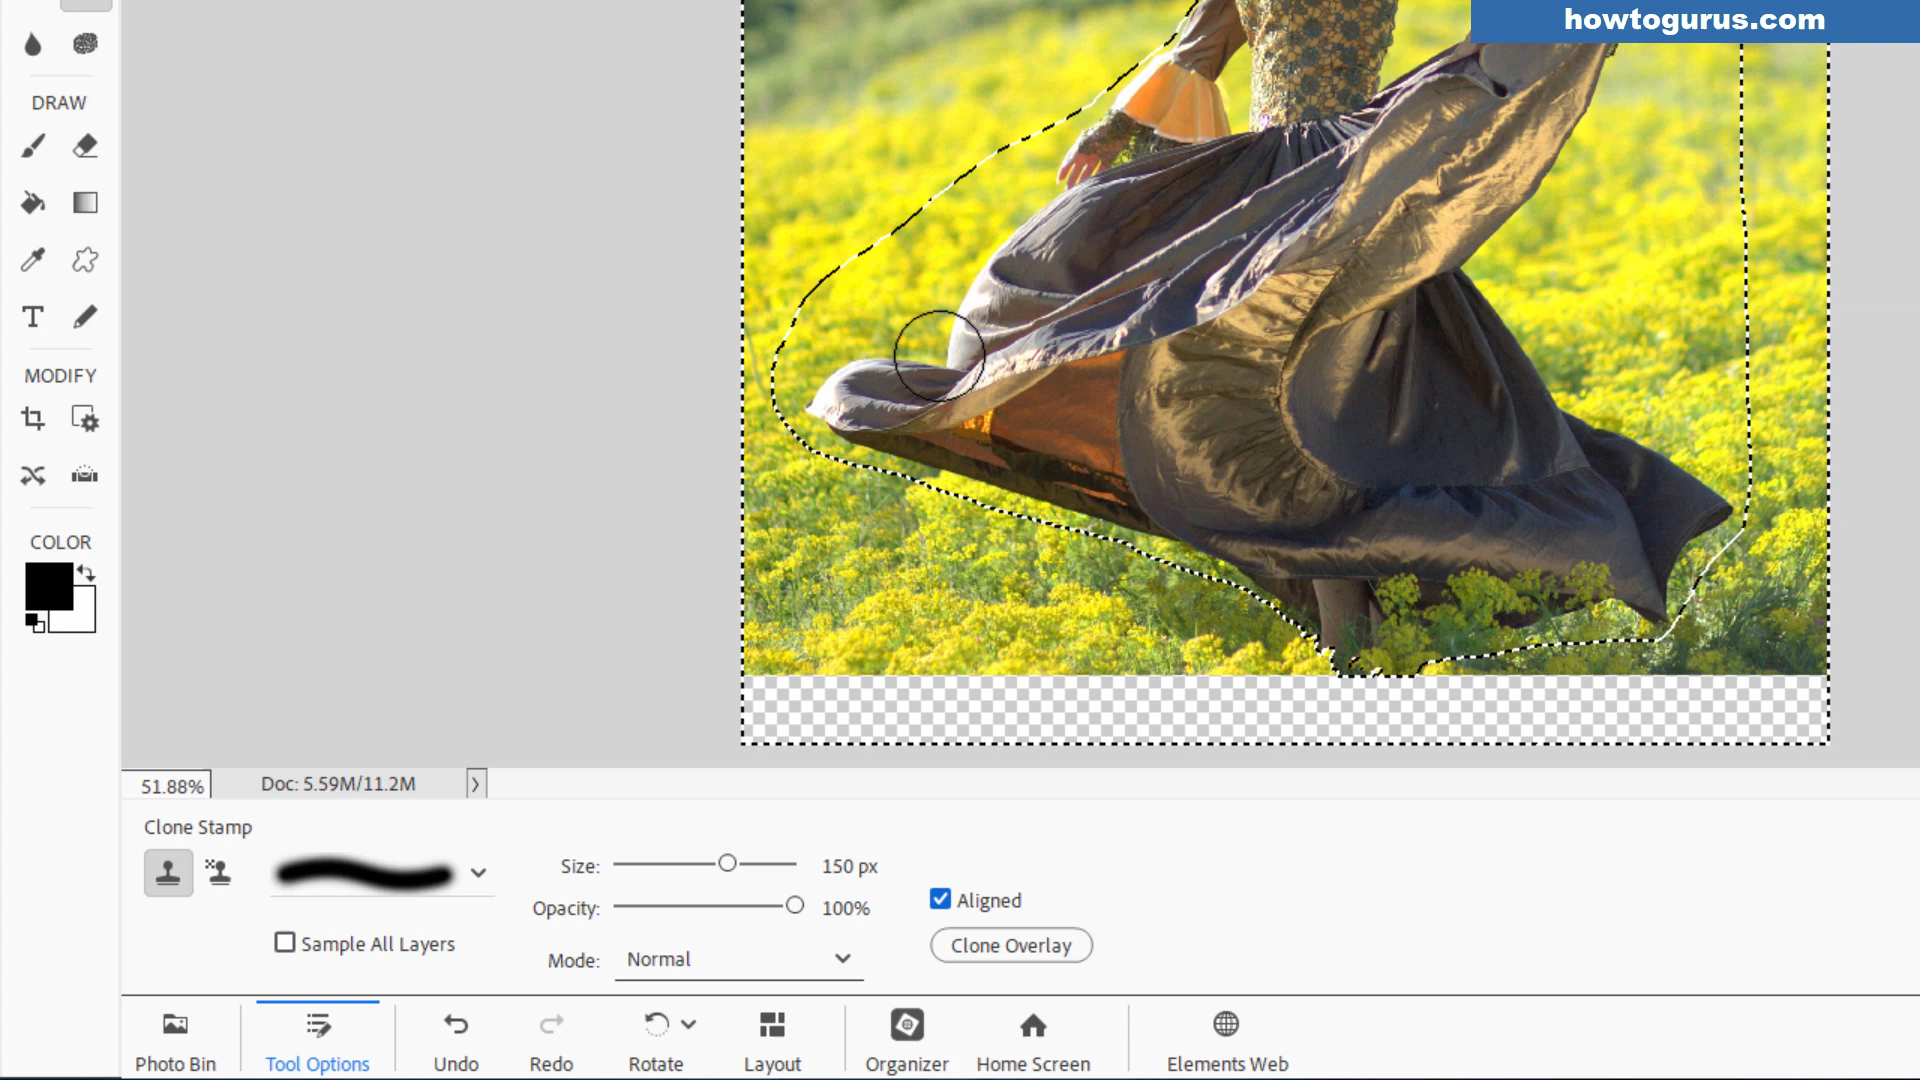 howtogurus.com
DRAW
MODIFY
COLOR
51.88%
Doc: 5.59M/11.2M
Clone Stamp
Size:
150 px
Opacity:
100%
Aligned
Sample All Layers
Mode:
Normal
Clone Overlay
Photo Bin
Tool Options
Undo
Redo
Rotate
Layout
Organizer
Home Screen
Elements Web